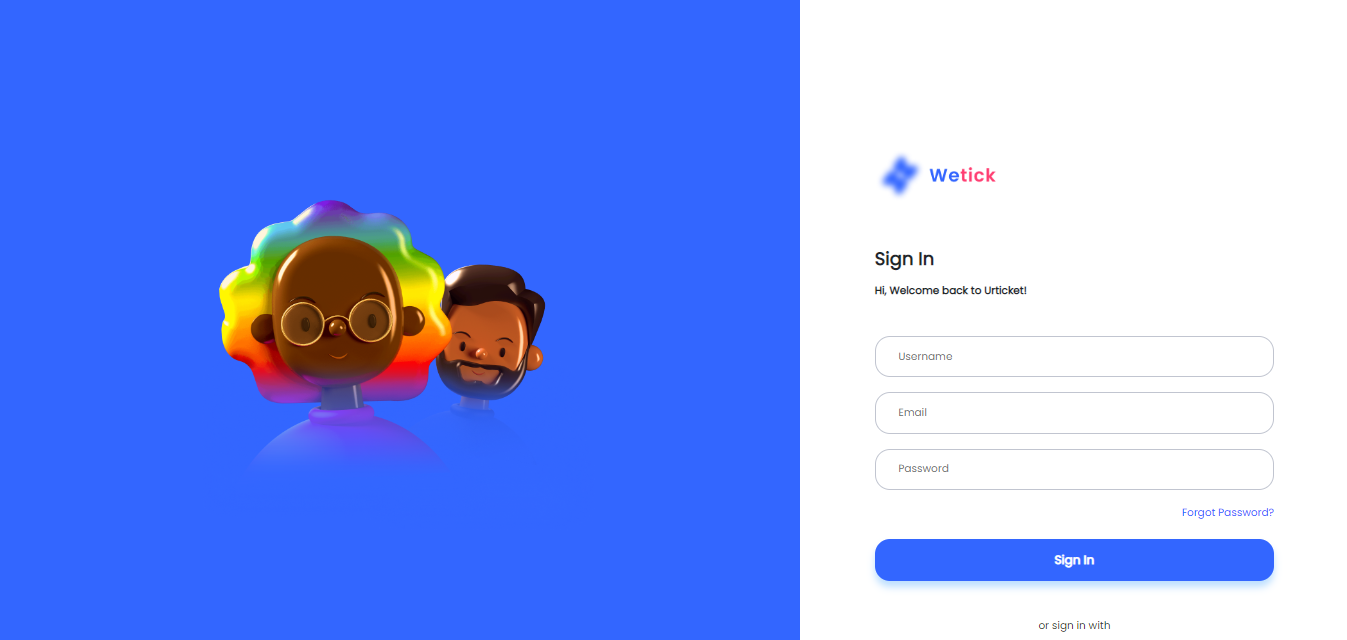 Wetick
Sign In
Hi, Welcome back to Urticket!
Username
Email
Password
Forgot Password?
Sign In
or sign in with